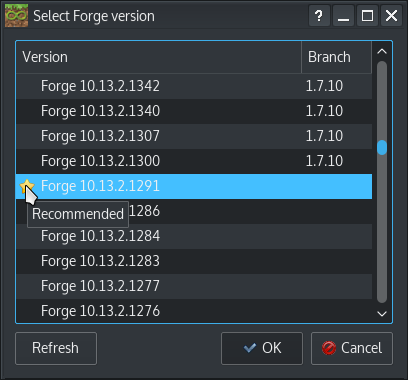 Select Forge version
?
Version Branch
Forge 10.13.2.1342 1.7.10
Forge 10.13.2.1340 1.7.10
Forge 10.13.2.1307 1.7.10
Forge 10.13.2.1300 1.7.10
Forge 10.13.2.1291
1286
Recommended
Forge 10.13.2.1284
Forge 10.13.2.1283
Forge 10.13.2.1277
Forge 10.13.2.1276
Refresh OK Cancel